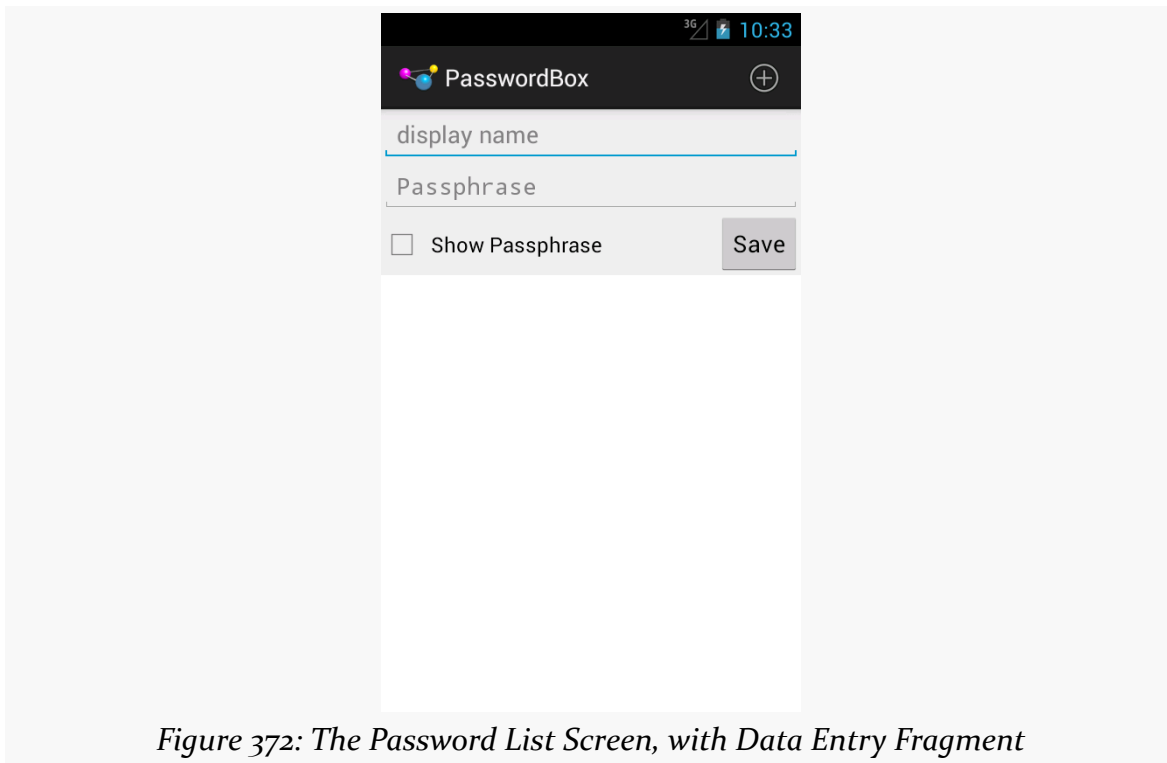 3G 10:33
PasswordBox
display name
Passphrase
Show Passphrase Save
Figure 372: The Password List Screen, with Data Entry Fragment